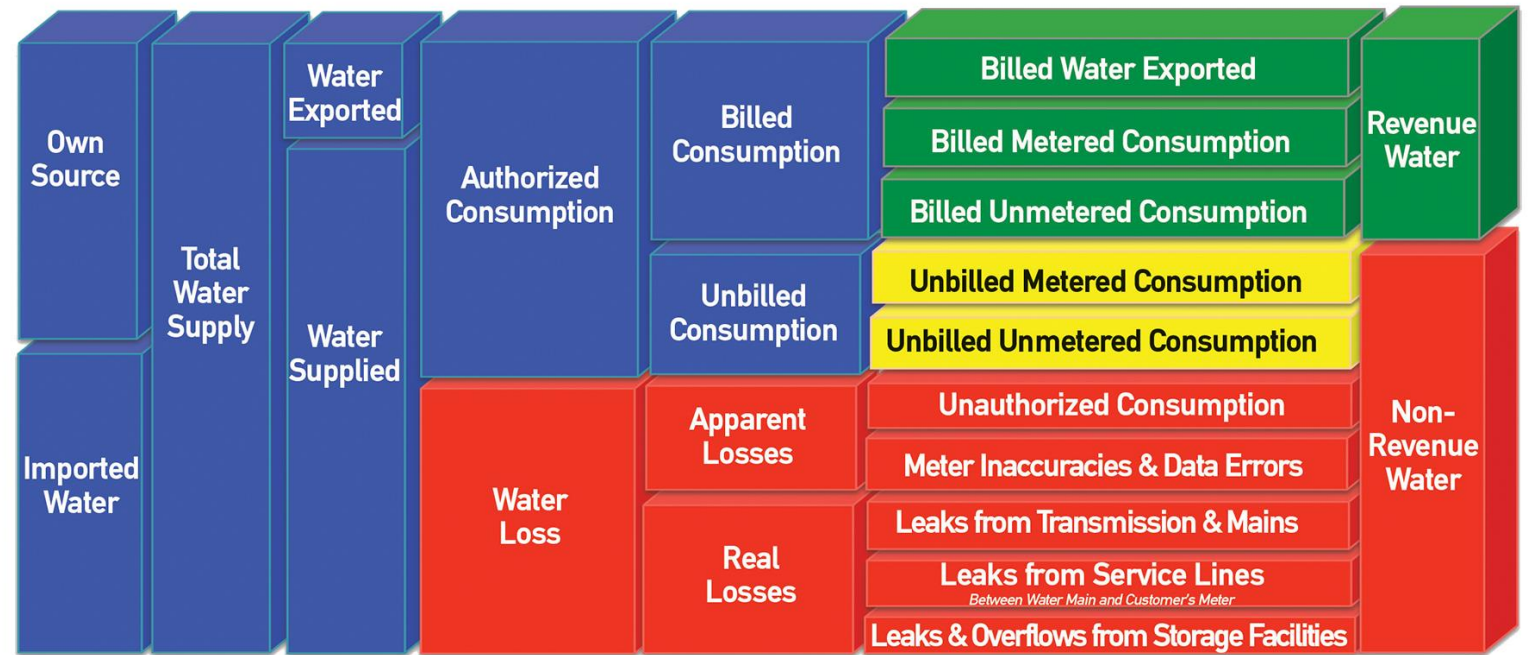 Own
Source
Imported
Water
Total
Water
Supply
Water
Exported
Water
Supplied
Authorized
Consumption
Water
Loss
Billed
Consumption
Unbilled
Consumption
Apparent
Losses
Real
Losses
Billed Water Exported
Billed Metered Consumption
Billed Unmetered Consumption
Unbilled Metered Consumption
Unbilled Unmetered Consumption
Unauthorized Consumption
Meter Inaccuracies & Data Errors
Leaks from Transmission & Mains
Leaks from Service Lines
Between Water Main and Customer's Meter
Leaks & Overflows from Storage Facilities
Revenue
Water
Non-
Revenue
Water